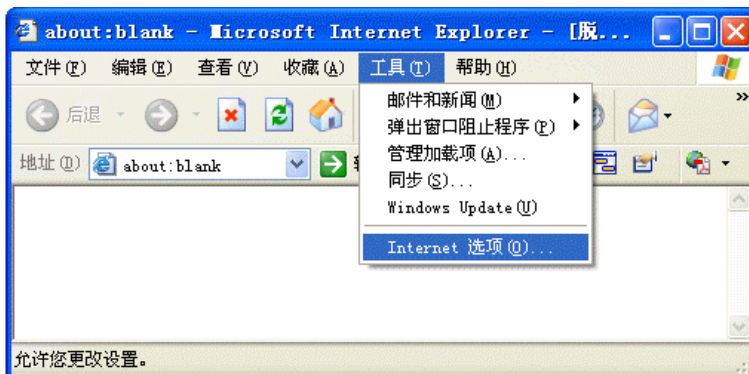 about:blank - Microsoft Internet Explorer - [脱...
文件(F) 编辑(E) 查看(V) 收藏(A) 工具(T) 帮助(H)
后退
邮件和新闻(M)
弹出窗口阻止程序(P)
管理加载项(A)...
同步(S)...
Windows Update(U)
Internet 选项(O)...
地址(D) about:blank
允许您更改设置。